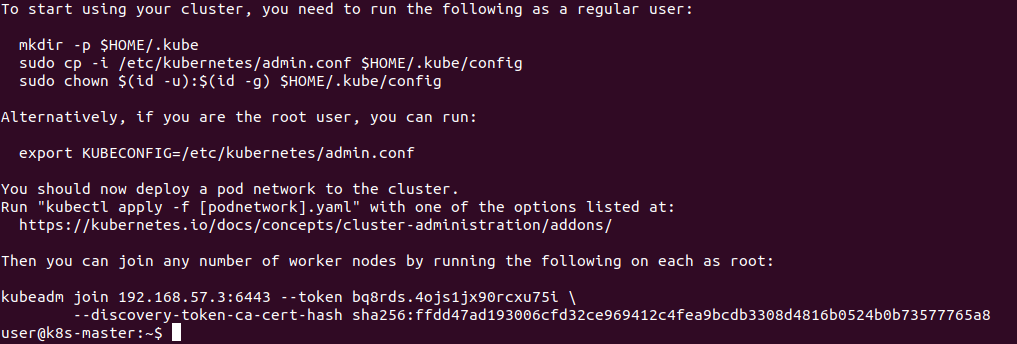 To start using your cluster, you need to run the following as a regular user:
mkdir -p $HOME/.kube
sudo cp -i /etc/kubernetes/admin.conf $HOME/.kube/config
sudo chown $(id -u):$(id -g) $HOME/.kube/config
Alternatively, if you are the root user, you can run:
export KUBECONFIG=/etc/kubernetes/admin.conf
You should now deploy a pod network to the cluster.
Run "kubectl apply -f [podnetwork].yaml" with one of the options listed at:
https://kubernetes.io/docs/concepts/cluster-administration/addons/
Then you can join any number of worker nodes by running the following on each as root:
kubeadm join 192.168.57.3:6443 --token bq8rds.4ojs1jx90rcxu75i \
--discovery-token-ca-cert-hash sha256:ffdd47ad193006cfd32ce969412c4fea9bcdb3308d4816b0524b0b73577765a8
user@k8s-master:~$